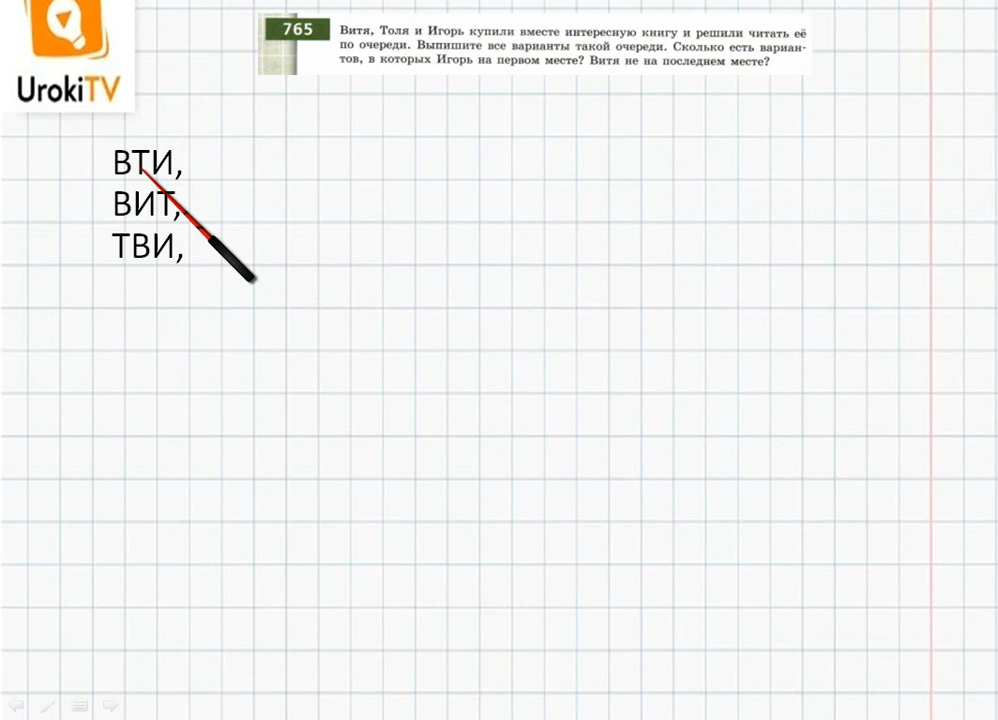 UrokiTV
765
Витя, Толя и Игорь купили вместе интересную книгу и решили читать её
по очереди. Выпишите все варианты такой очереди. Сколько есть вариан-
тов, в которых Игорь на первом месте? Витя не на последнем месте?
ВТИ,
ВИТ,
ТВИ,